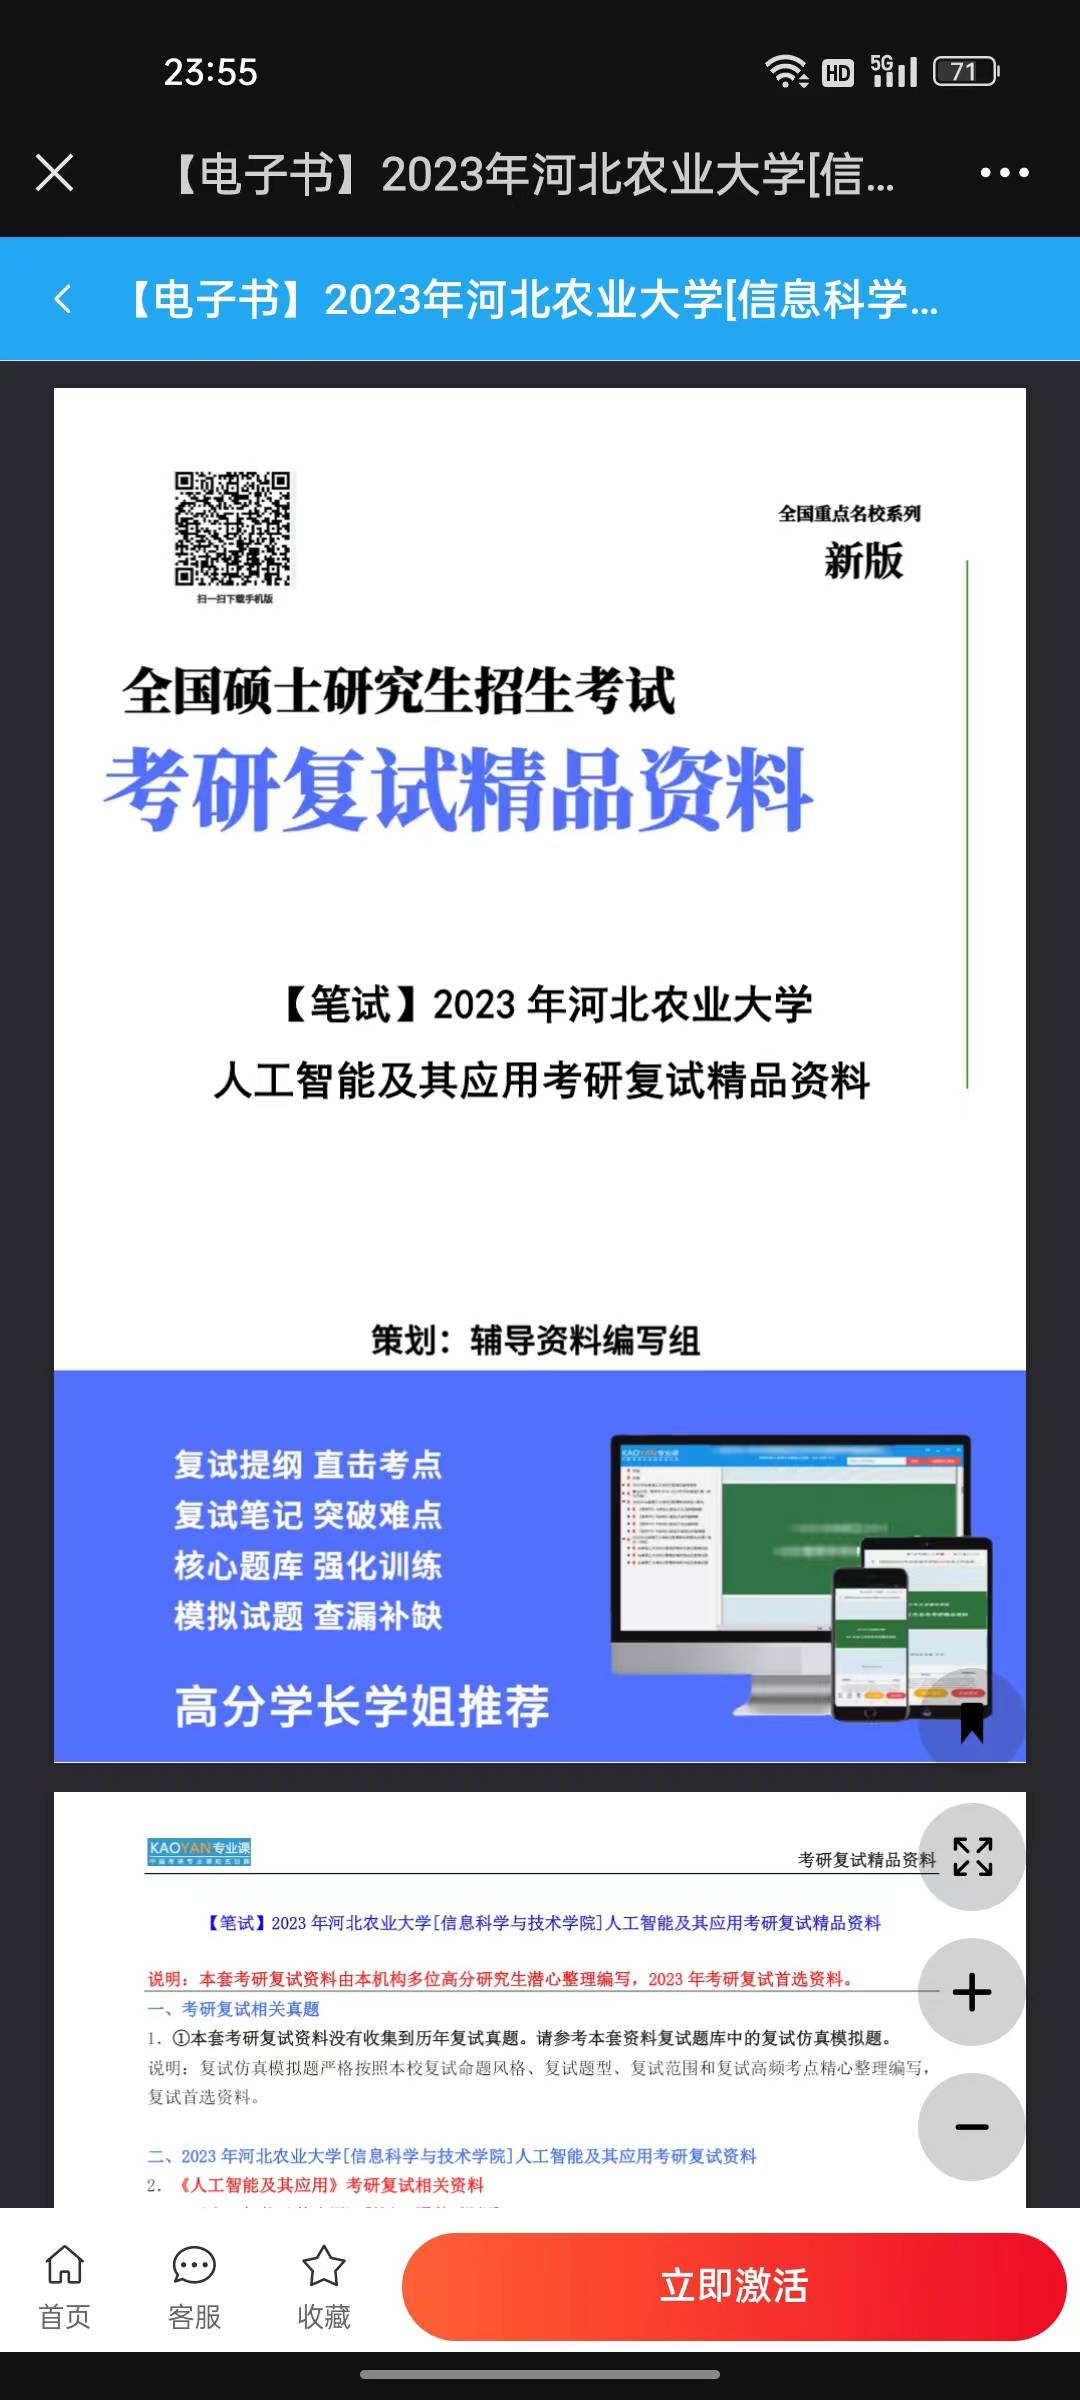 23:55
HD
5G
71
【电子书】2023年河北农业大学[信...
【电子书】2023年河北农业大学[信息科学...
扫一扫下载手机版
全国重点名校系列
新版
全国硕士研究生招生考试
考研复试精品资料
【笔试】2023 年河北农业大学
人工智能及其应用考研复试精品资料
策划：辅导资料编写组
复试提纲 直击考点
复试笔记 突破难点
核心题库 强化训练
模拟试题 查漏补缺
高分学长学姐推荐
KAOYAN专业课
KAOYAN专业课
考研复试精品资料
【笔试】2023 年河北农业大学[信息科学与技术学院]人工智能及其应用考研复试精品资料
说明：本套考研复试资料由本机构多位高分研究生潜心整理编写，2023 年考研复试首选资料。
一、考研复试相关真题
1．①本套考研复试资料没有收集到历年复试真题。请参考本套资料复试题库中的复试仿真模拟题。
说明：复试仿真模拟题严格按照本校复试命题风格、复试题型、复试范围和复试高频考点精心整理编写，
复试首选资料。
二、2023 年河北农业大学[信息科学与技术学院]人工智能及其应用考研复试资料
2．《人工智能及其应用》考研复试相关资料
首页
客服
收藏
立即激活